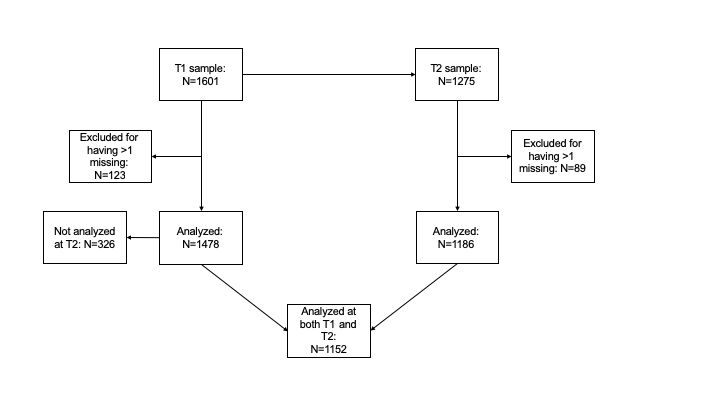 T1 sample:
N=1601
T2 sample:
N=1275
Excluded for
having >1
missing:
N=123
Excluded for
having >1
missing: N=89
Not analyzed
at T2: N=326
Analyzed:
N=1478
Analyzed:
N=1186
Analyzed at
both T1 and
T2:
N=1152